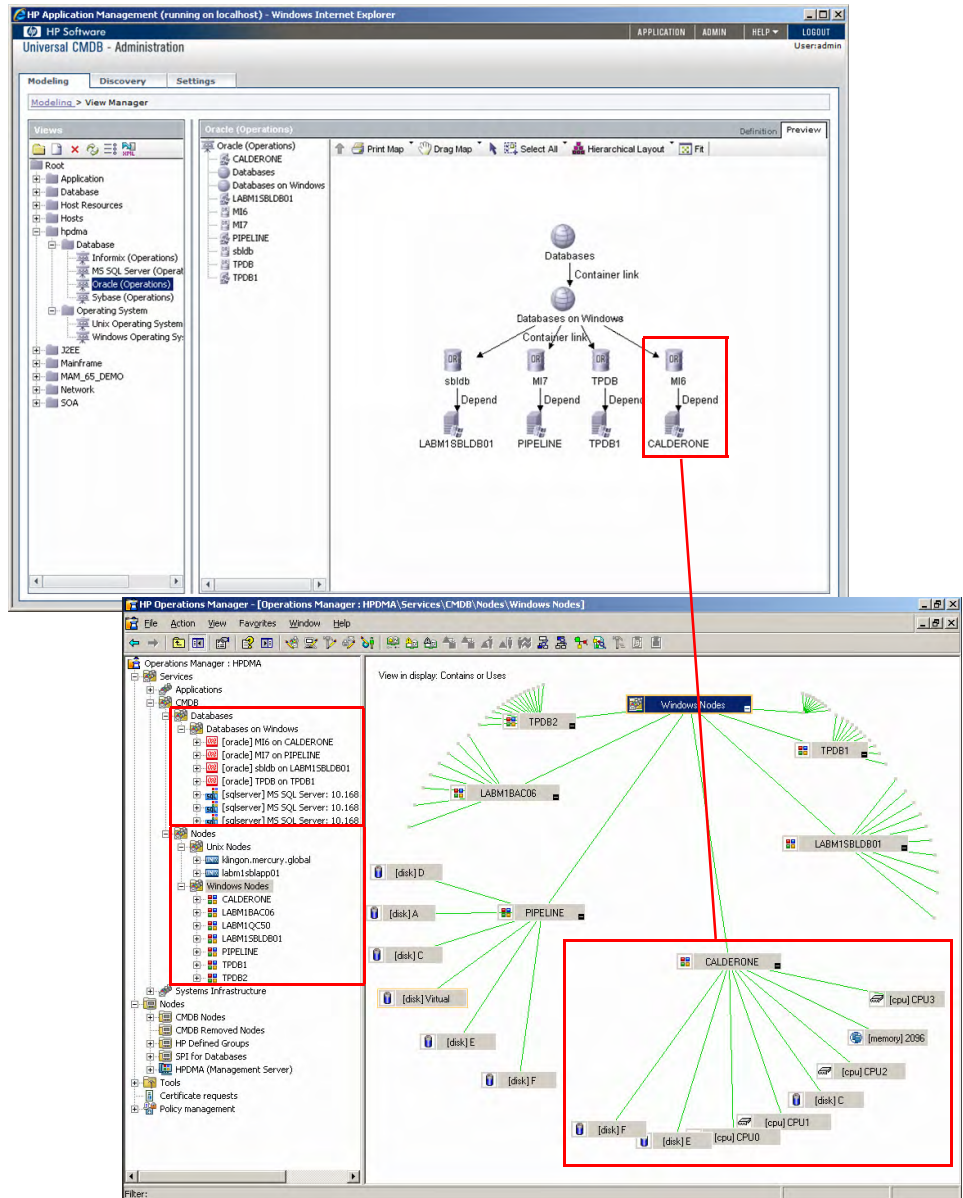 HP Application Management (running on localhost) - Windows Internet Explorer
HP Software
APPLICATION ADMIN HELP LOGOUT
Universal CMDB - Administration
User:admin
Modeling Discovery Settings
Modeling > View Manager
Views
Oracle (Operations)
Definition Preview
XML
Print Map Drag Map Select All Hierarchical Layout Fit
Root
Application
Database
Host Resources
Hosts
hpdma
Database
Informix (Operations)
MS SQL Server (Operat
Oracle (Operations)
Sybase (Operations)
Operating System
Unix Operating System
Windows Operating Sy
J2EE
Mainframe
MAM_65_DEMO
Network
SOA
Oracle (Operations)
CALDERONE
Databases
Databases on Windows
LABM1SBLDB01
MI6
MI7
PIPELINE
sbldb
TPDB
TPDB1
Databases
Container link
Databases on Windows
Container link
sbldb MI7 TPDB MI6
Depend Depend Depend Depend
LABM1SBLDB01 PIPELINE TPDB1 CALDERONE
HP Operations Manager - [Operations Manager : HPDMA\Services\CMDB\Nodes\Windows Nodes]
File Action View Favorites Window Help
Operations Manager : HPDMA
Services
Applications
CMDB
Databases
Databases on Windows
[oracle] MI6 on CALDERONE
[oracle] MI7 on PIPELINE
[oracle] sbldb on LABM1SBLDB01
[oracle] TPDB on TPDB1
[sqlserver] MS SQL Server: 10.168
[sqlserver] MS SQL Server: 10.168
[sqlserver] MS SQL Server: 10.168
Nodes
Unix Nodes
klingon.mercury.global
labm1sblapp01
Windows Nodes
CALDERONE
LABM1BAC06
LABM1QC50
LABM1SBLDB01
PIPELINE
TPDB1
TPDB2
Systems Infrastructure
Nodes
CMDB Nodes
CMDB Removed Nodes
HP Defined Groups
SPI for Databases
HPDMA (Management Server)
Tools
Certificate requests
Policy management
View in display: Contains or Uses
Windows Nodes
TPDB2
TPDB1
LABM1BAC06
LABM1SBLDB01
[disk] D
[disk] A
PIPELINE
[disk] C
[disk] Virtual
[disk] E
[disk] F
CALDERONE
[cpu] CPU3
[memory] 2096
[cpu] CPU2
[disk] C
[cpu] CPU1
[disk] F
[disk] E
[cpu] CPU0
Filter: